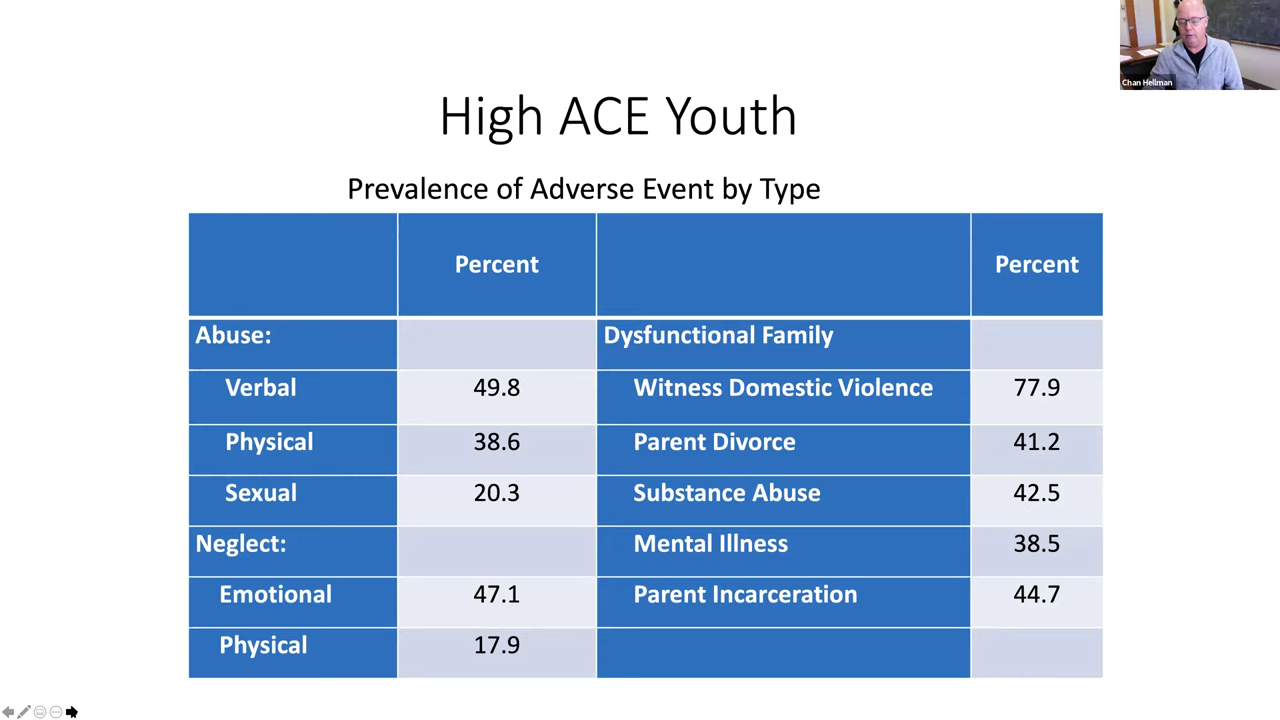 Chan Hellman
High ACE Youth
Prevalence of Adverse Event by Type
Percent Percent
Abuse: Dysfunctional Family
Verbal 49.8 Witness Domestic Violence 77.9
Physical 38.6 Parent Divorce 41.2
Sexual 20.3 Substance Abuse 42.5
Neglect: Mental Illness 38.5
Emotional 47.1 Parent Incarceration 44.7
Physical 17.9